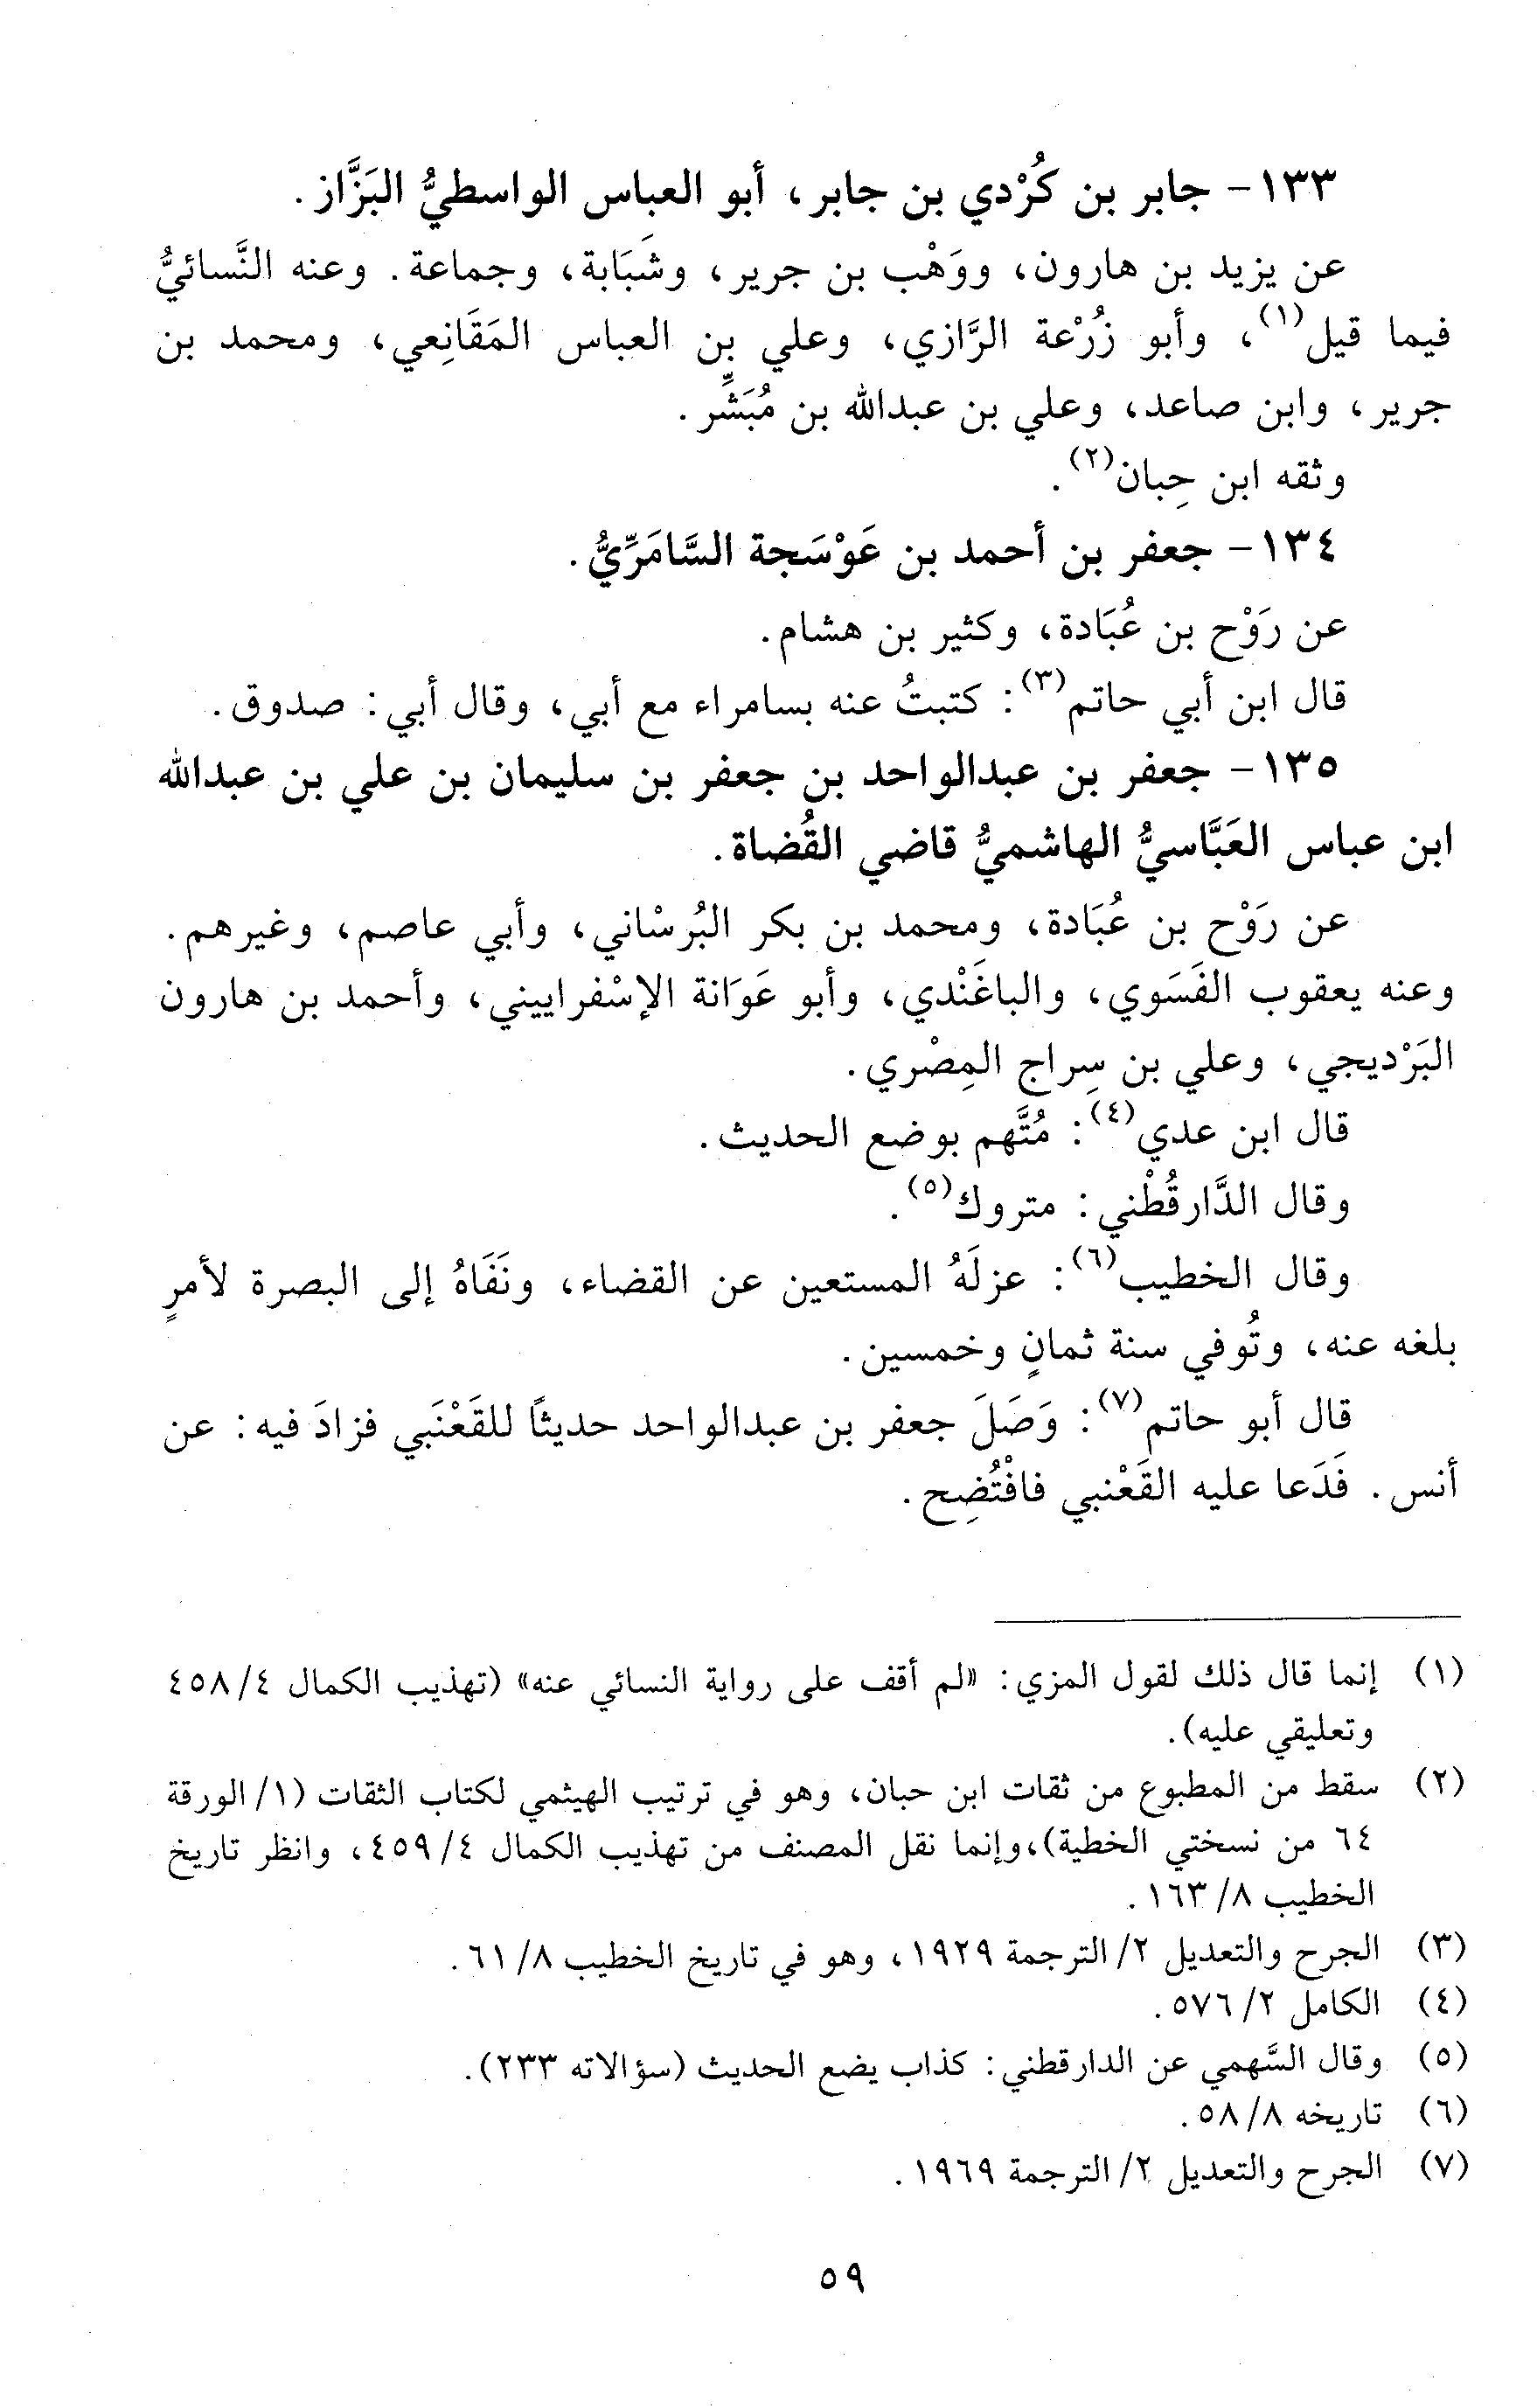 ١٣٣- جابر بن كُرْدي بن جابر، أبو العباس الواسطيُّ البَزَّاز.
عن يزيد بن هارون، ووَهْب بن جرير، وشَبَابة، وجماعة. وعنه النَّسائيُّ
فيما قيل(١)، وأبو زُرْعة الرَّازي، وعلي بن العباس المَقَانِعي، ومحمد بن
جرير، وابن صاعد، وعلي بن عبدالله بن مُبَشِّر.
وثقه ابن حِبان(٢).
١٣٤- جعفر بن أحمد بن عَوْسَجة السَّامَرِّيُّ.
عن رَوْح بن عُبَادة، وكثير بن هشام.
قال ابن أبي حاتم(٣): كتبتُ عنه بسامراء مع أبي، وقال أبي: صدوق.
١٣٥- جعفر بن عبدالواحد بن جعفر بن سليمان بن علي بن عبدالله
ابن عباس العَبَّاسيُّ الهاشميُّ قاضي القُضاة.
عن رَوْح بن عُبَادة، ومحمد بن بكر البُرسْاني، وأبي عاصم، وغيرهم.
وعنه يعقوب الفَسَوي، والباغَنْدي، وأبو عَوَانة الإسْفراييني، وأحمد بن هارون
البَرْديجي، وعلي بن سِراج المِصْري.
قال ابن عدي(٤): مُتَّهم بوضع الحديث.
وقال الدَّارقُطْني: متروك(٥).
وقال الخطيب(٦): عزلَهُ المستعين عن القضاء، ونَفَاهُ إلى البصرة لأمرٍ
بلغه عنه، وتُوفي سنة ثمانٍ وخمسين.
قال أبو حاتم(٧): وَصَلَ جعفر بن عبدالواحد حديثاً للقَعْنَبي فزادَ فيه: عن
أنس. فَدَعا عليه القَعْنبي فافْتُضِح.
(١) إنما قال ذلك لقول المزي: «لم أقف على رواية النسائي عنه» (تهذيب الكمال ٤/ ٤٥٨
وتعليقي عليه).
(٢) سقط من المطبوع من ثقات ابن حبان، وهو في ترتيب الهيثمي لكتاب الثقات (١/ الورقة
٦٤ من نسختي الخطية)،وإنما نقل المصنف من تهذيب الكمال ٤/ ٤٥٩، وانظر تاريخ
الخطيب ٨/ ١٦٣.
(٣) الجرح والتعديل ٢/ الترجمة ١٩٢٩، وهو في تاريخ الخطيب ٨/ ٦١.
(٤) الكامل ٢/ ٥٧٦.
(٥) وقال السَّهمي عن الدارقطني: كذاب يضع الحديث (سؤالاته ٢٣٣).
(٦) تاريخه ٨/ ٥٨.
(٧) الجرح والتعديل ٢/ الترجمة ١٩٦٩.
٥٩